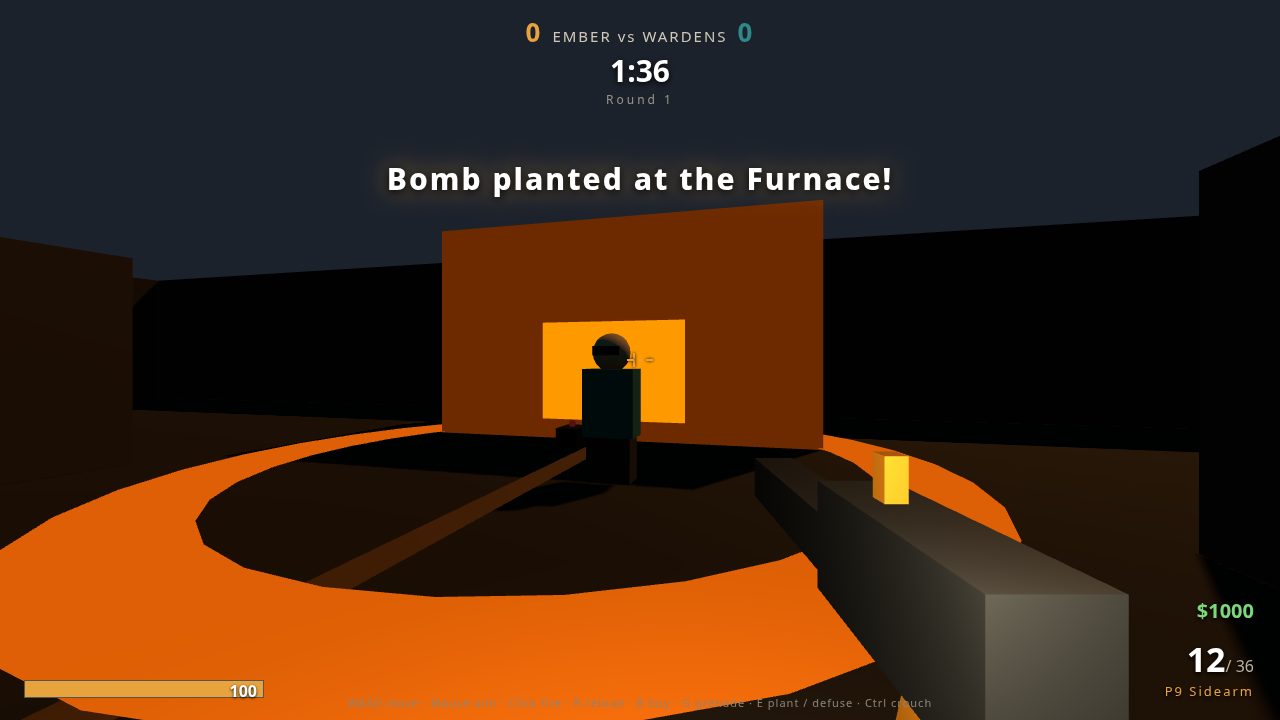 0 EMBER vs WARDENS 0
1:36
Round 1
Bomb planted at the Furnace!
$1000
12 / 36
P9 Sidearm
100
E plant / defuse · Ctrl crouch